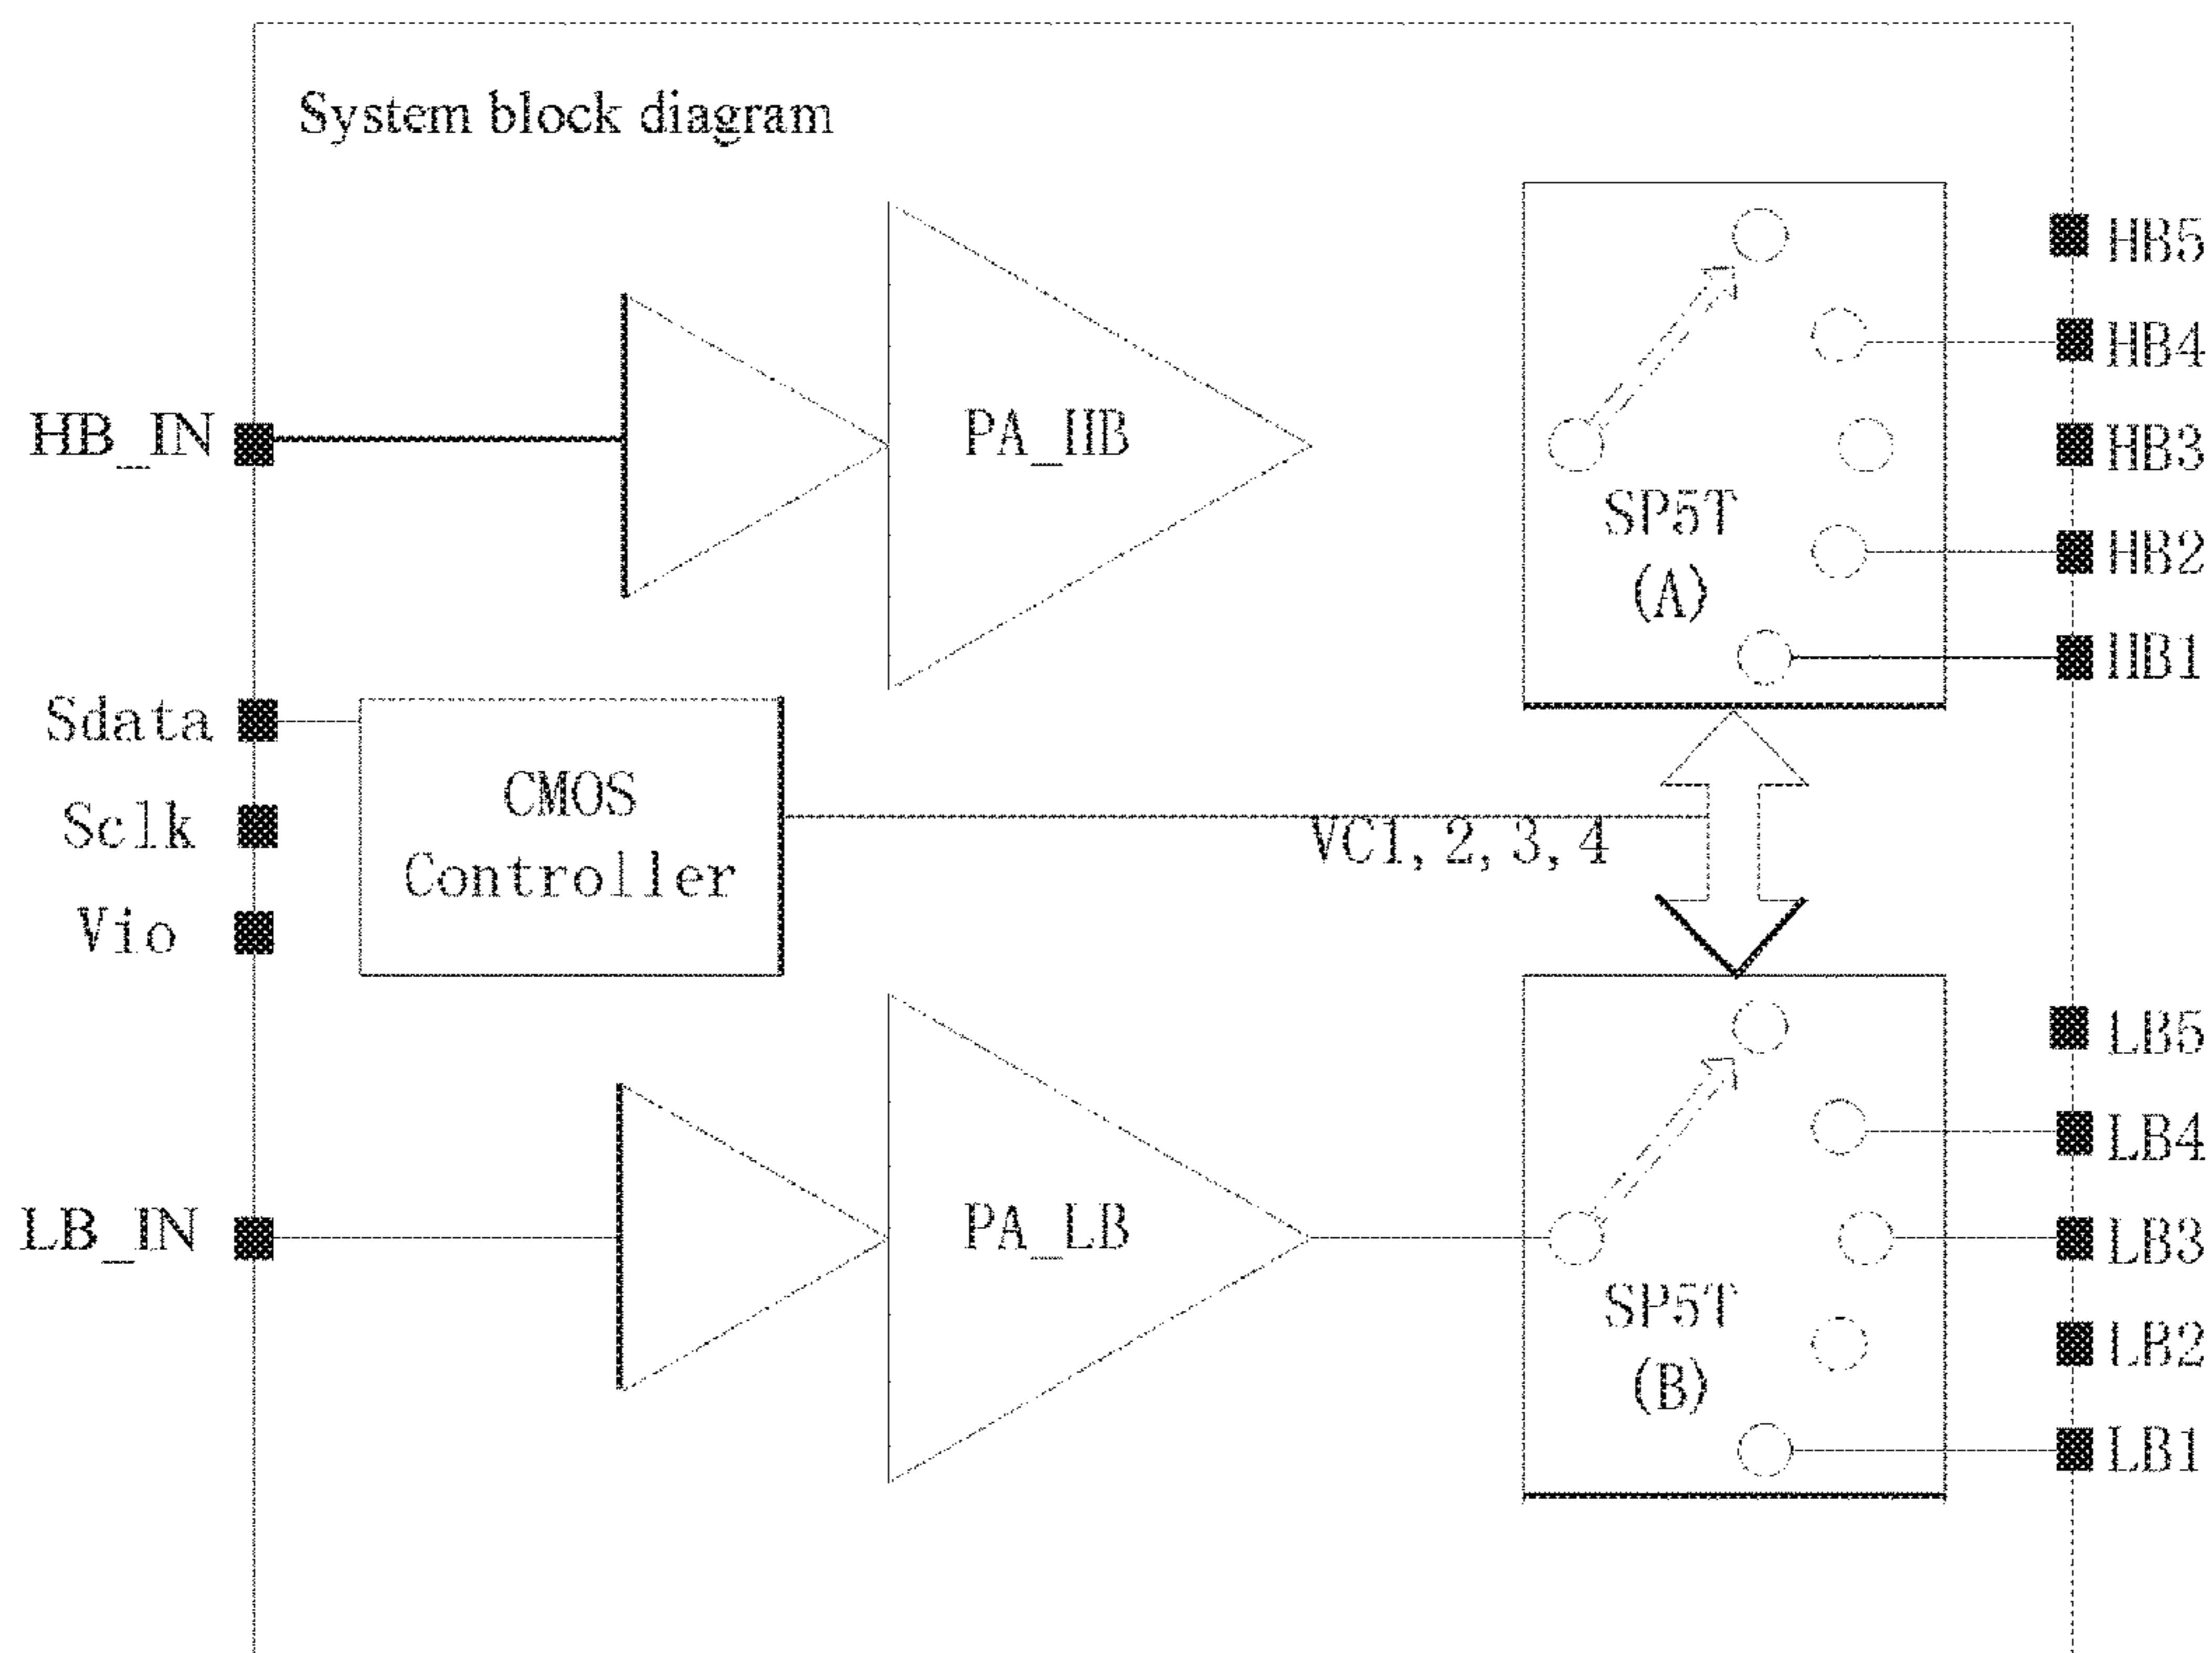 System block diagram
HB_IN
PA_HB
SP5T
(A)
HB5
HB4
HB3
HB2
HB1
Sdata
Sclk
Vio
CMOS
Controller
VC1, 2, 3, 4
LB_IN
PA_LB
SP5T
(B)
LB5
LB4
LB3
LB2
LB1